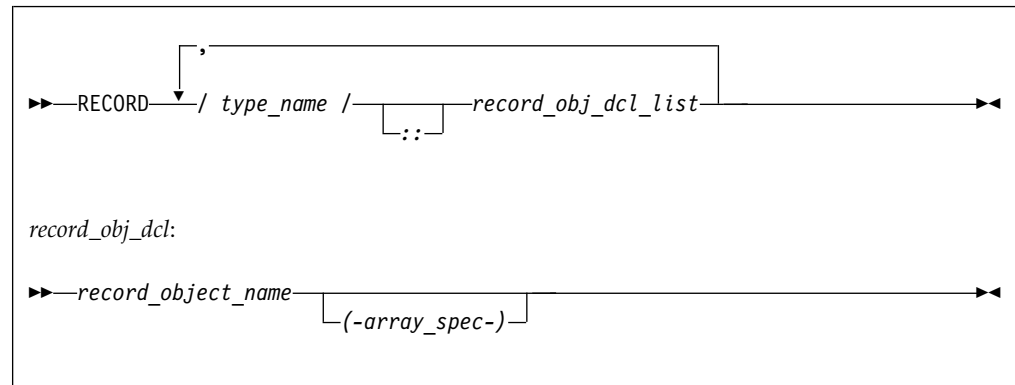 ,
RECORD / type_name / record_obj_dcl_list
::
record_obj_dcl:
record_object_name
(-array_spec-)